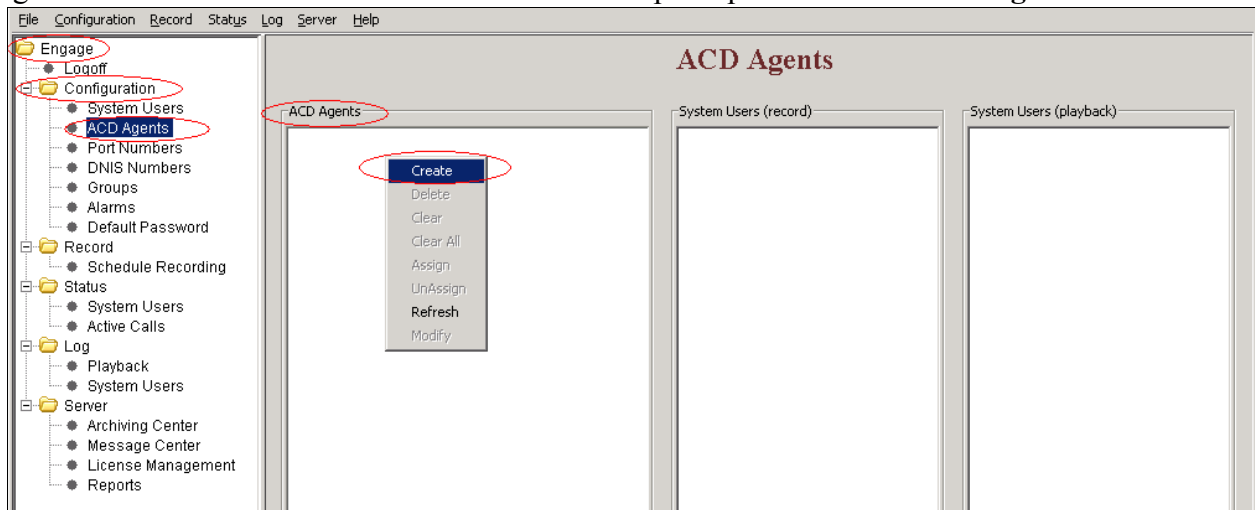 File Configuration Record Status Log Server Help
Engage
Logoff
Configuration
System Users
ACD Agents
Port Numbers
DNIS Numbers
Groups
Alarms
Default Password
Record
Schedule Recording
Status
System Users
Active Calls
Log
Playback
System Users
Server
Archiving Center
Message Center
License Management
Reports
ACD Agents
ACD Agents
Create
Delete
Clear
Clear All
Assign
UnAssign
Refresh
Modify
System Users (record)
System Users (playback)